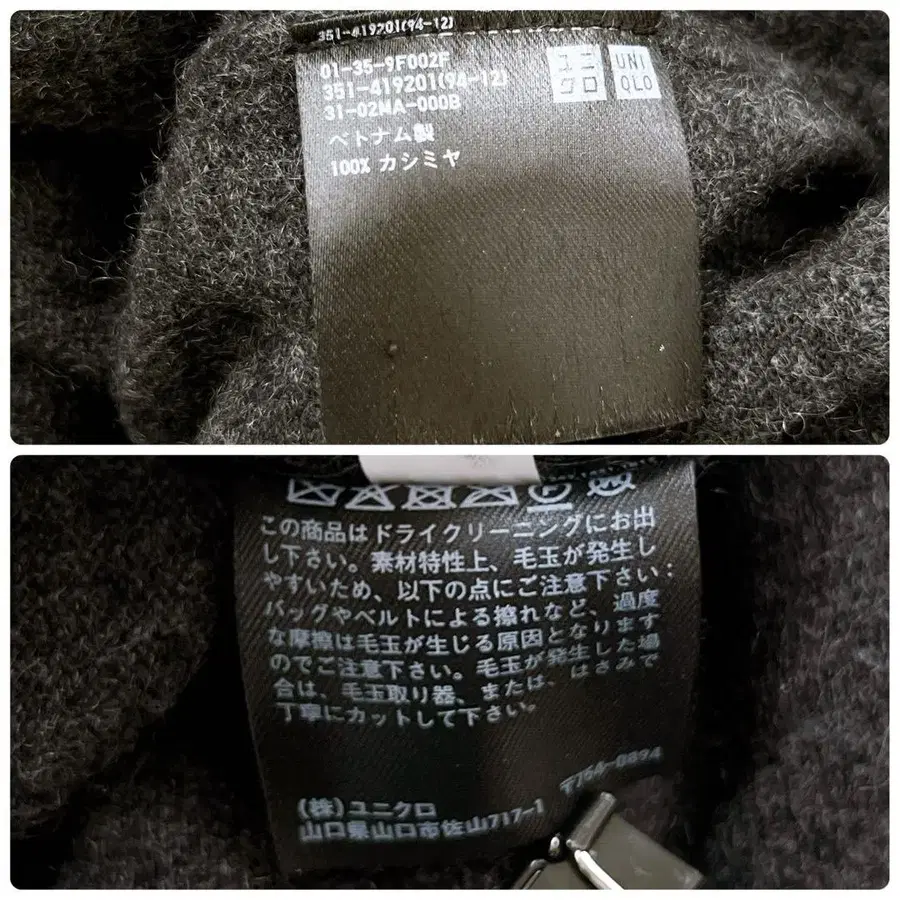 351-419201(94-12)
01-35-9F002F
351-419201(94-12)
31-02MA-000B
ベトナム製
100% カシミヤ
ユニ
クロ
UNI
QLO
この商品はドライクリーニングにお出
し下さい。素材特性上、毛玉が発生し
やすいため、以下の点にご注意下さい:
バッグやベルトによる擦れなど、過度
な摩擦は毛玉が生じる原因となります
のでご注意下さい。毛玉が発生した場
合は、毛玉取り器、または、はさみで
丁寧にカットして下さい。
〒754-0894
(株)ユニクロ
山口県山口市佐山717-1